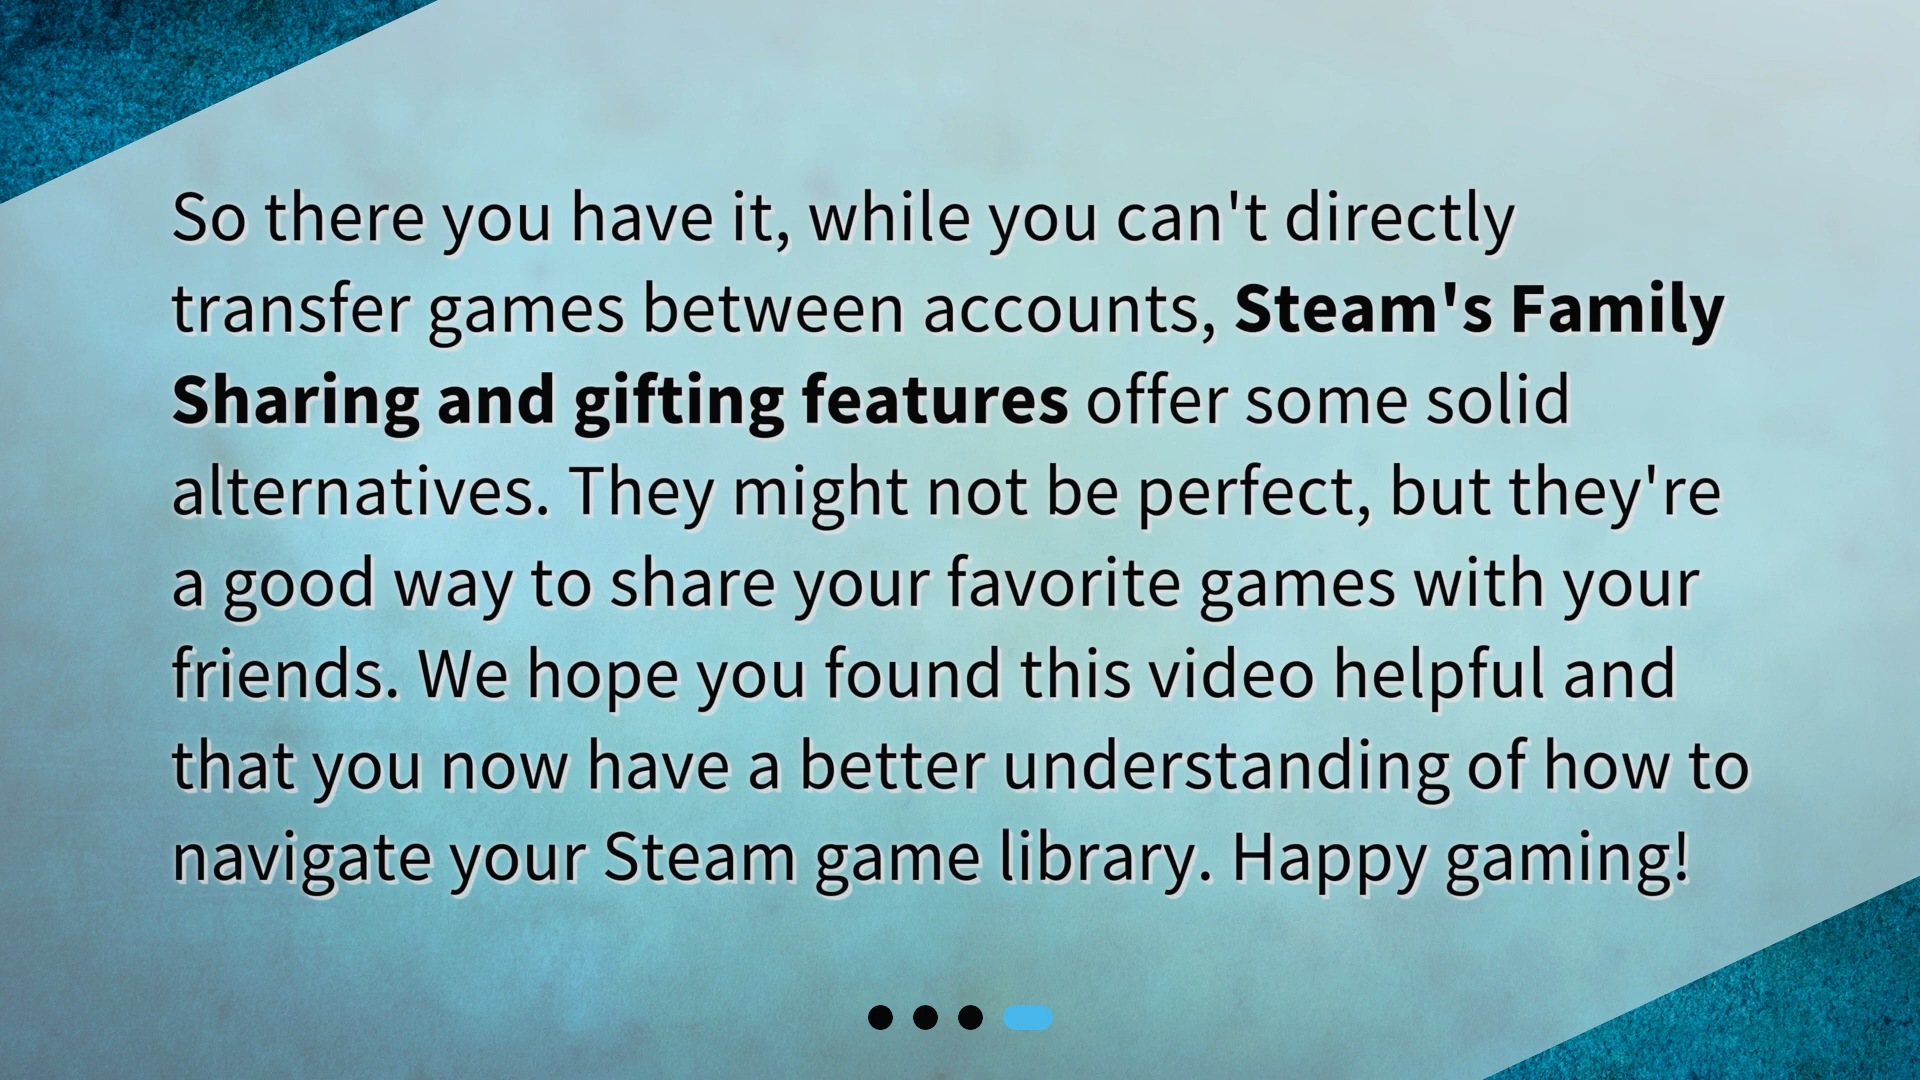 So there you have it, while you can't directly
transfer games between accounts, Steam's Family
Sharing and gifting features offer some solid
alternatives. They might not be perfect, but they're
a good way to share your favorite games with your
friends. We hope you found this video helpful and
that you now have a better understanding of how to
navigate your Steam game library. Happy gaming!